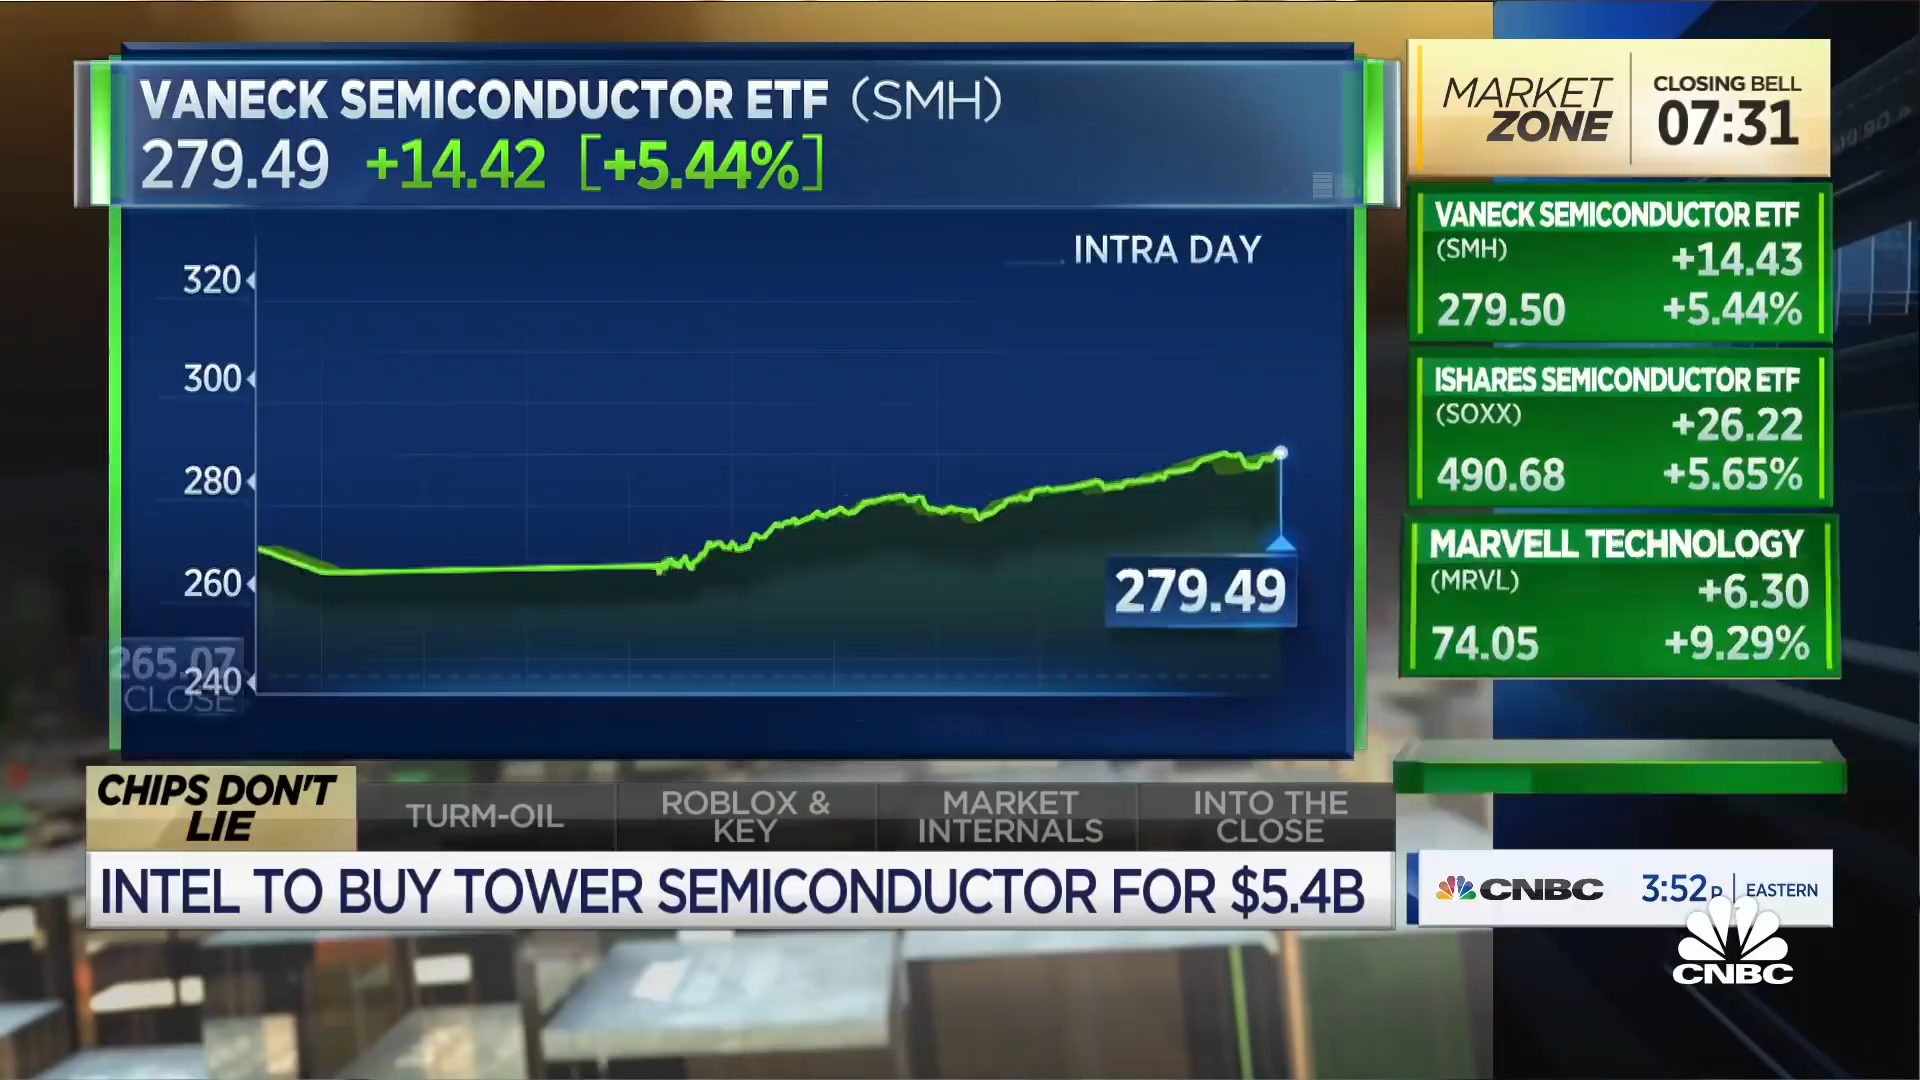 VANECK SEMICONDUCTOR ETF (SMH)
279.49 +14.42 [+5.44%]
INTRA DAY
320
300
280
260
240
265.07
CLOSE
279.49
MARKET
ZONE
CLOSING BELL
07:31
VANECK SEMICONDUCTOR ETF
(SMH) +14.43
279.50 +5.44%
ISHARES SEMICONDUCTOR ETF
(SOXX) +26.22
490.68 +5.65%
MARVELL TECHNOLOGY
(MRVL) +6.30
74.05 +9.29%
CHIPS DON'T
LIE
TURM-OIL
ROBLOX &
KEY
MARKET
INTERNALS
INTO THE
CLOSE
INTEL TO BUY TOWER SEMICONDUCTOR FOR $5.4B
CNBC 3:52P EASTERN
CNBC